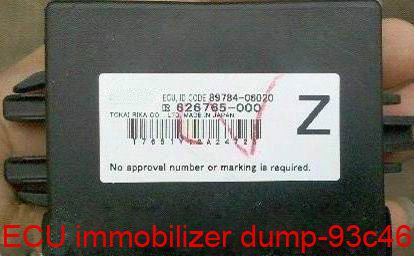 ECU, ID CODE 89784-08020
626765-000
TOKAI RIKA CO., LTD. MADE IN JAPAN
Z
No approval number or marking is required.
ECU immobilizer dump-93c46